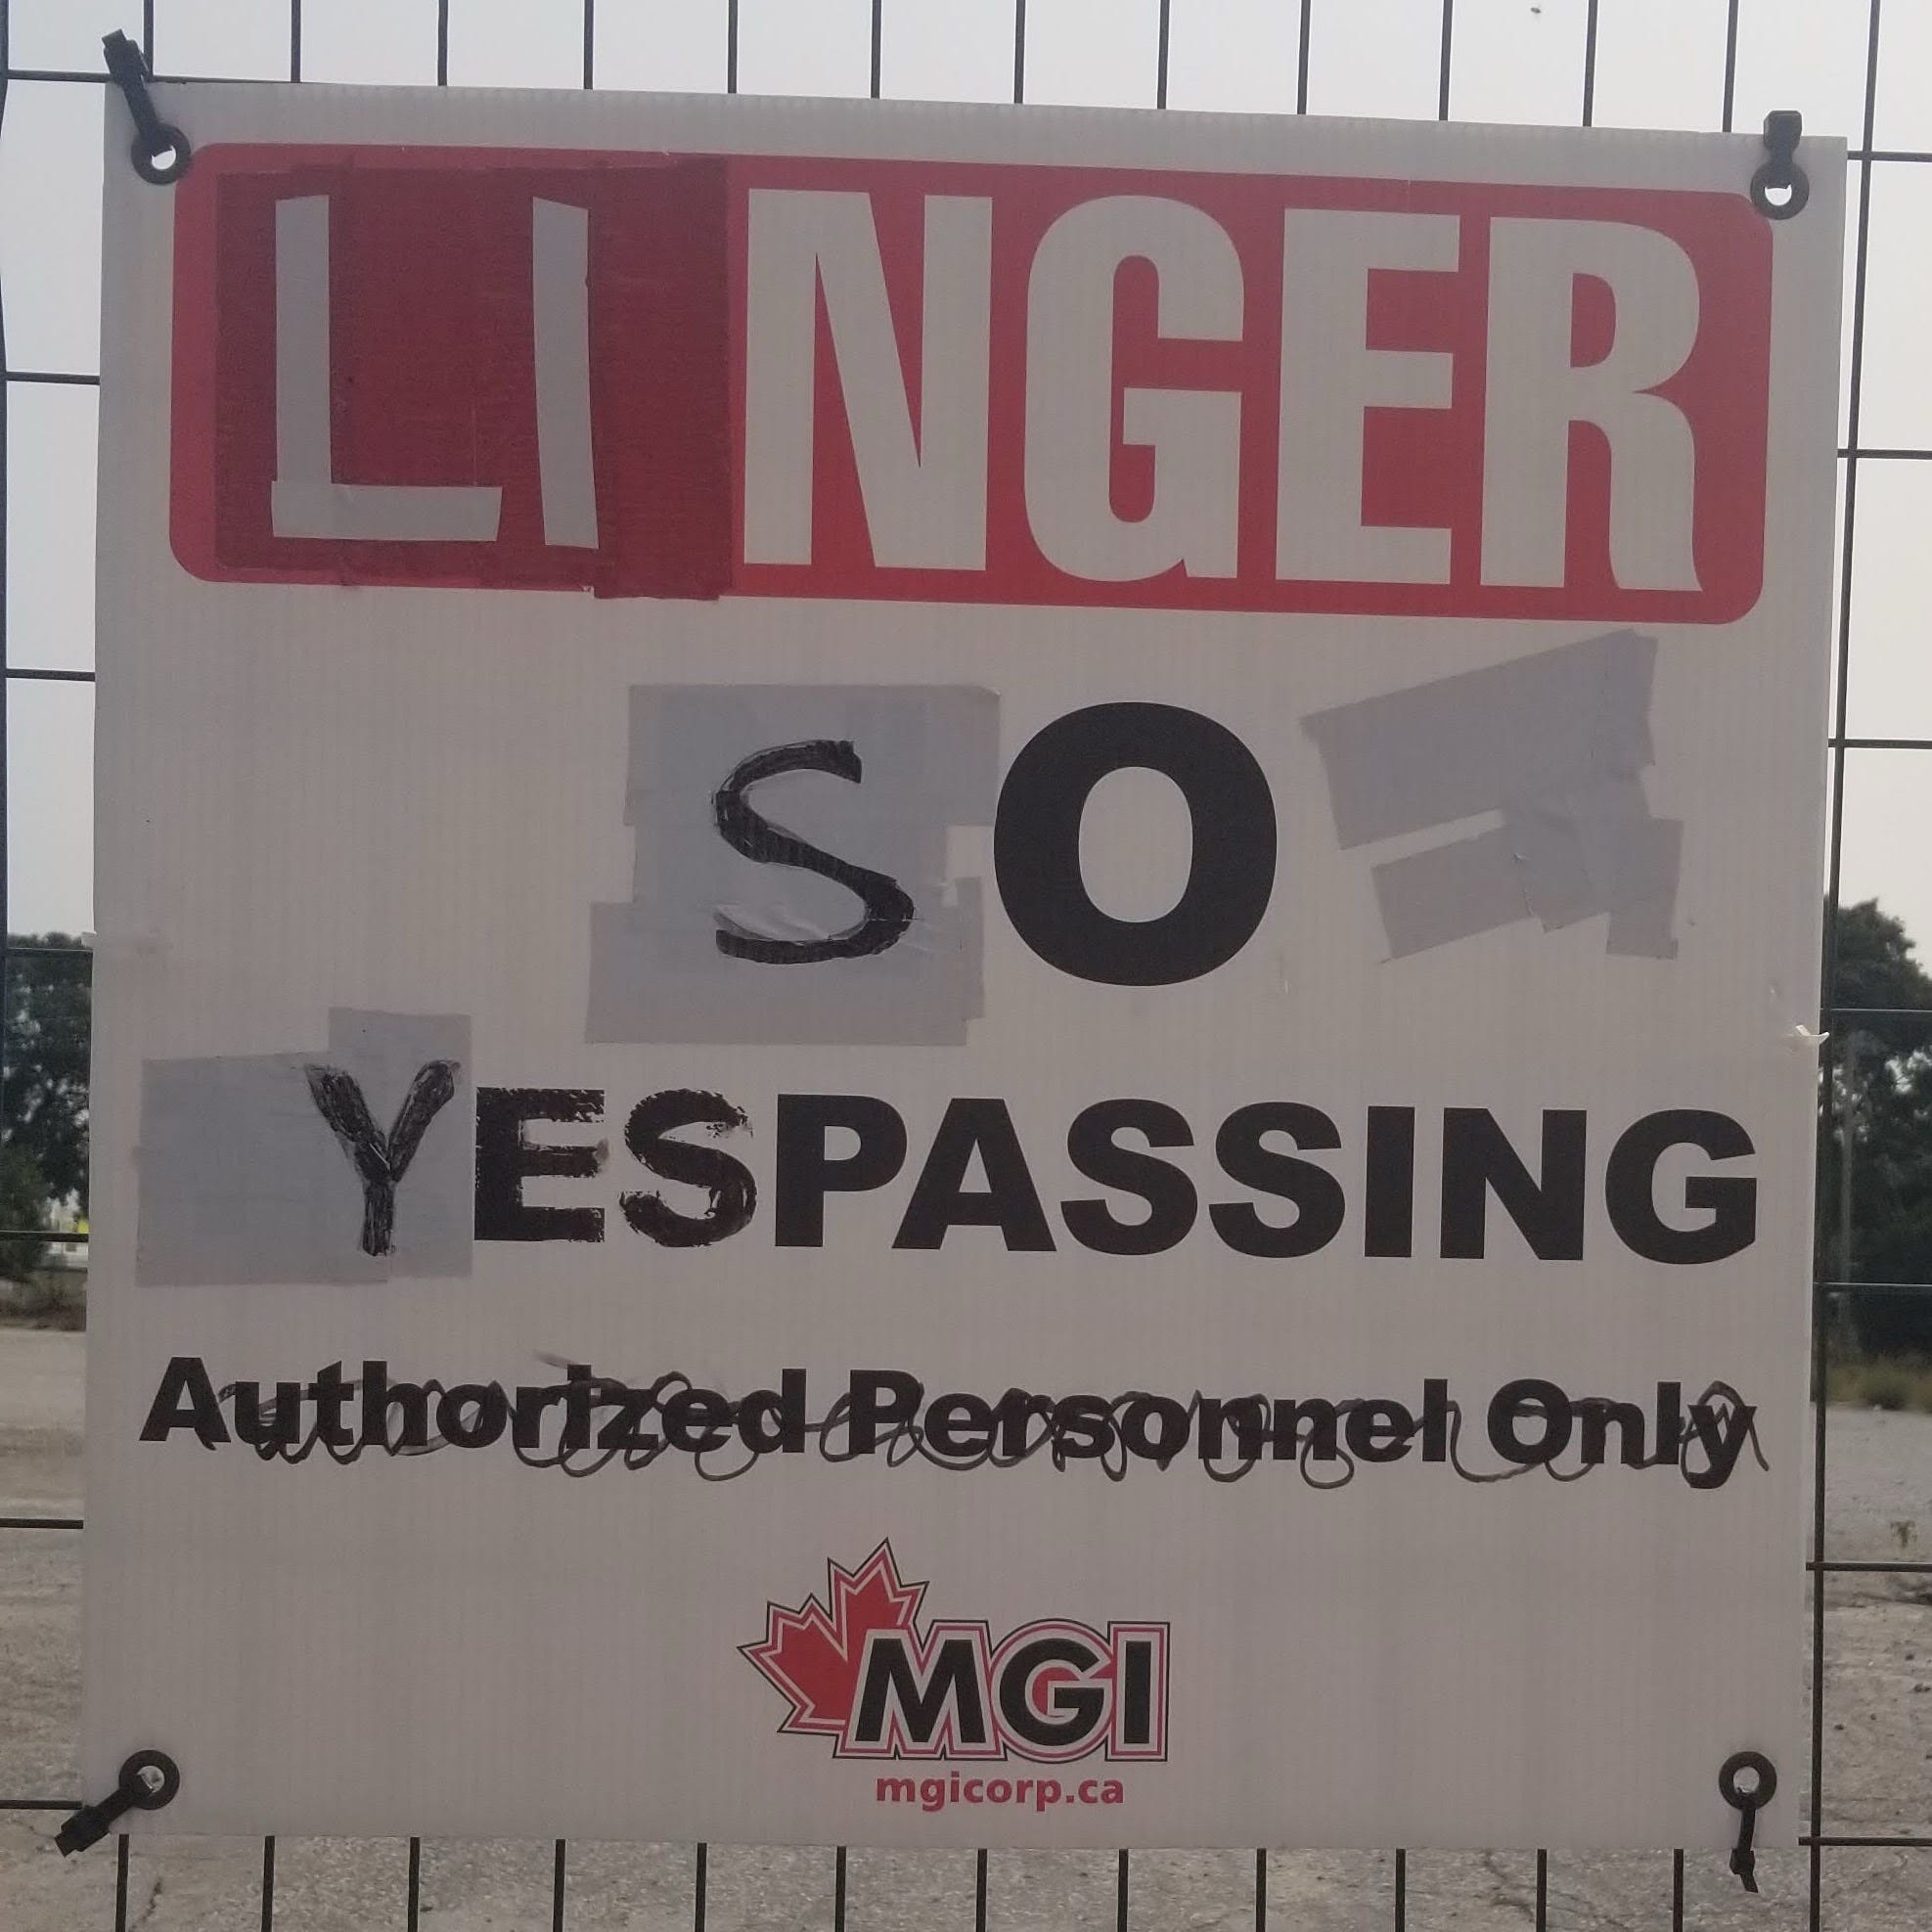 LINGER
SO
YESPASSING
Authorized Personnel Only
MGI
mgicorp.ca